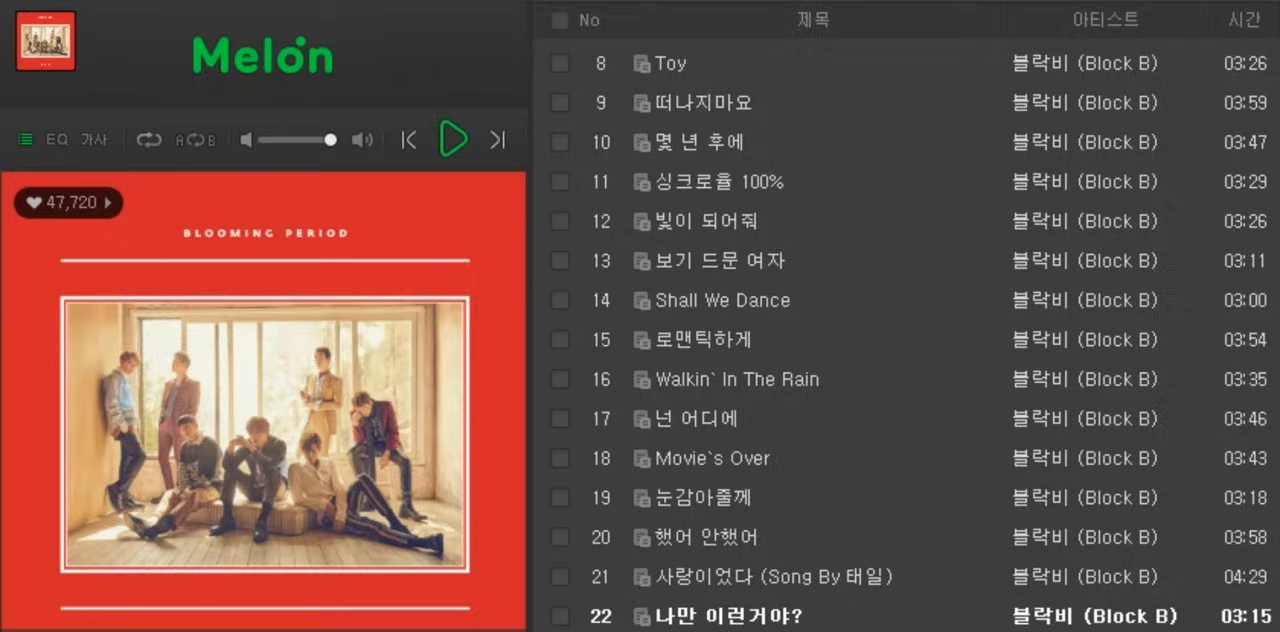 Melon
EQ 가사 A B
47,720
BLOOMING PERIOD
No 제목 아티스트 시간
8 Toy 블락비 (Block B) 03:26
9 떠나지마요 블락비 (Block B) 03:59
10 몇 년 후에 블락비 (Block B) 03:47
11 싱크로율 100% 블락비 (Block B) 03:29
12 빛이 되어줘 블락비 (Block B) 03:26
13 보기 드문 여자 블락비 (Block B) 03:11
14 Shall We Dance 블락비 (Block B) 03:00
15 로맨틱하게 블락비 (Block B) 03:54
16 Walkin` In The Rain 블락비 (Block B) 03:35
17 넌 어디에 블락비 (Block B) 03:46
18 Movie`s Over 블락비 (Block B) 03:43
19 눈감아줄께 블락비 (Block B) 03:18
20 했어 안했어 블락비 (Block B) 03:58
21 사랑이었다 (Song By 태일) 블락비 (Block B) 04:29
22 나만 이런거야? 블락비 (Block B) 03:15